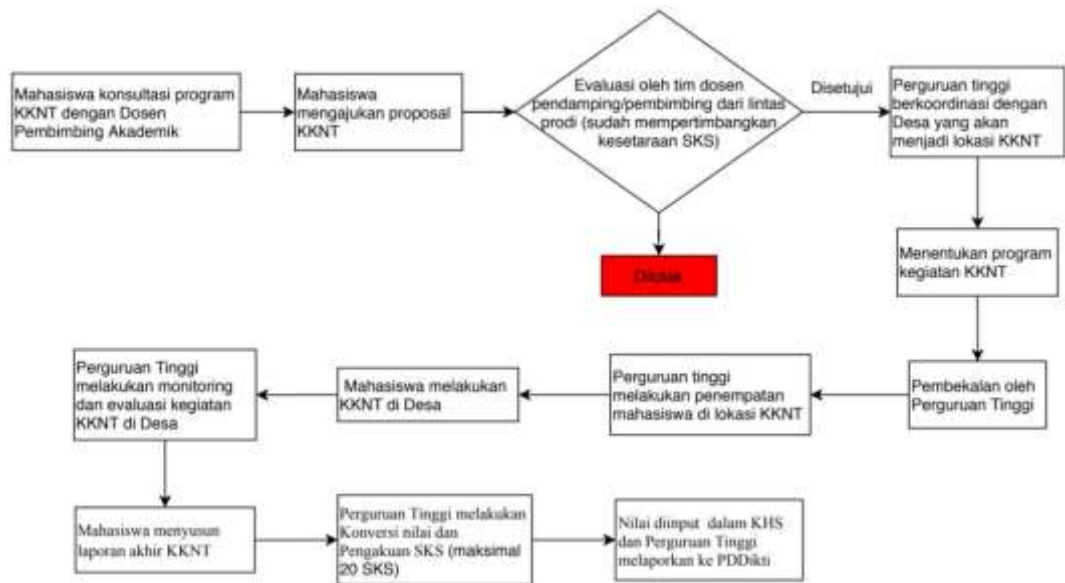 Mahasiswa konsultasi program
KKNT dengan Dosen
Pembimbing Akademik
Mahasiswa
mengajukan proposal
KKNT
Evaluasi oleh tim dosen
pendamping/pembimbing dari lintas
prodi (sudah mempertimbangkan
kesetaraan SKS)
Disetujui
Perguruan tinggi
berkoordinasi dengan
Desa yang akan
menjadi lokasi KKNT
Ditolak
Menentukan program
kegiatan KKNT
Pembekalan oleh
Perguruan Tinggi
Perguruan tinggi
melakukan penempatan
mahasiswa di lokasi KKNT
Mahasiswa melakukan
KKNT di Desa
Perguruan Tinggi
melakukan monitoring
dan evaluasi kegiatan
KKNT di Desa
Mahasiswa menyusun
laporan akhir KKNT
Perguruan Tinggi melakukan
Konversi nilai dan
Pengakuan SKS (maksimal
20 SKS)
Nilai diinput dalam KHS
dan Perguruan Tinggi
melaporkan ke PDDikti